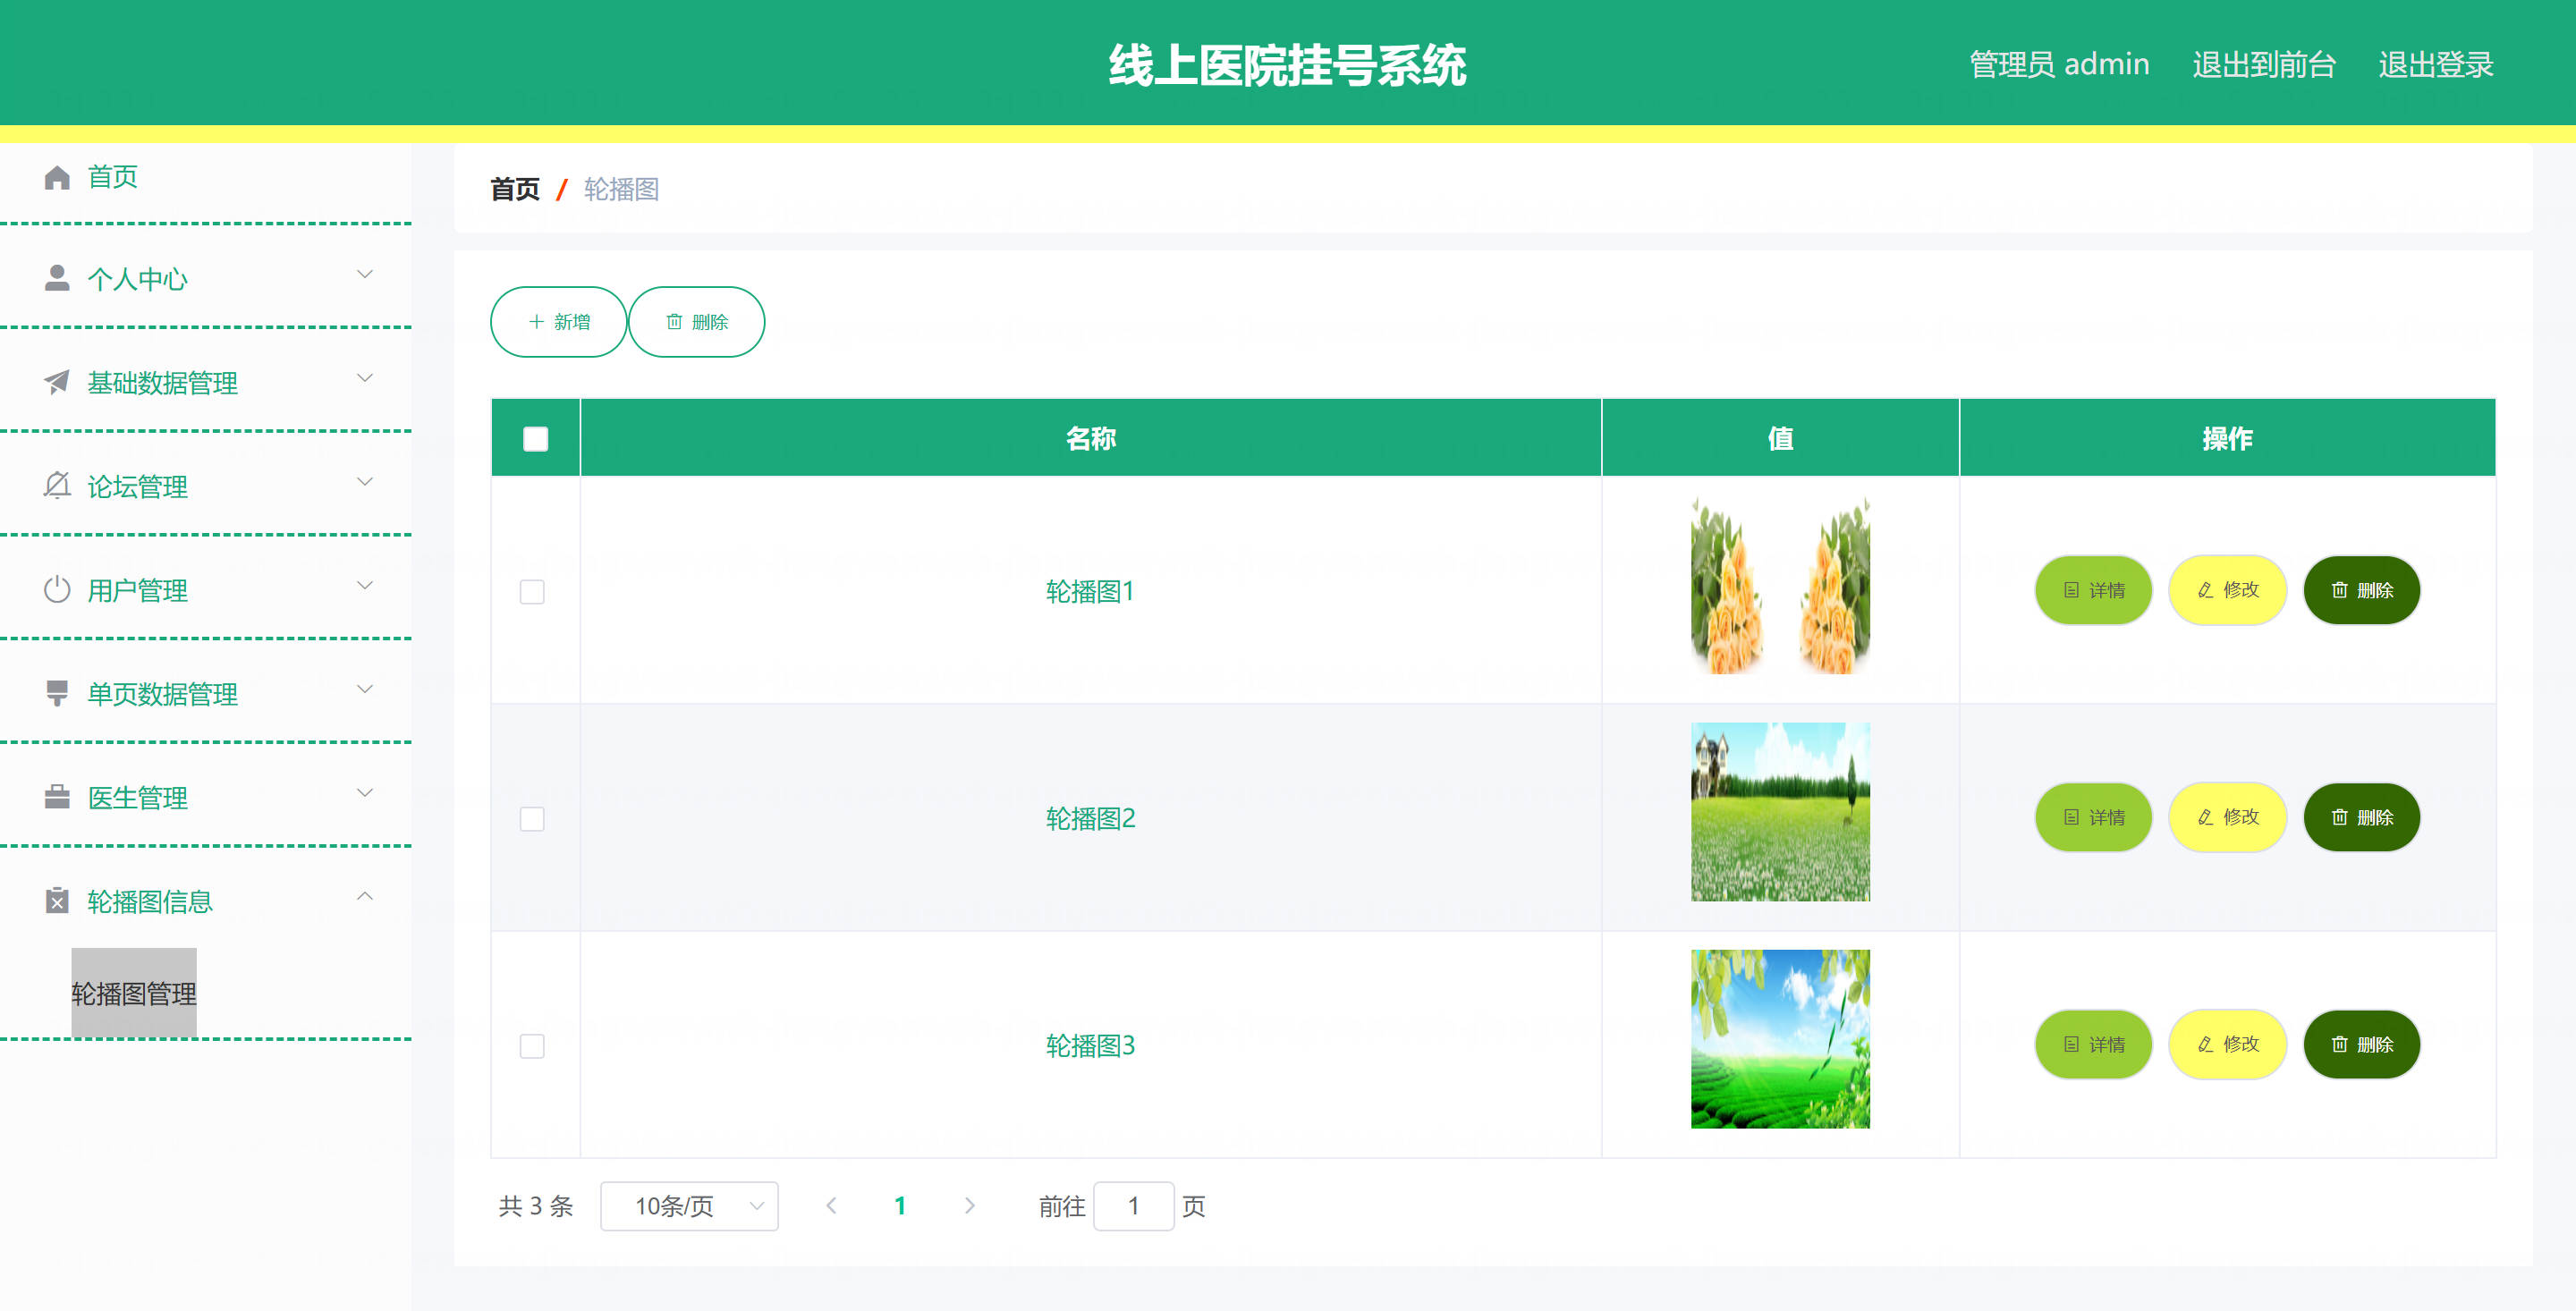 线上医院挂号系统
管理员 admin 退出到前台 退出登录
首页
个人中心
基础数据管理
论坛管理
用户管理
单页数据管理
医生管理
轮播图信息
轮播图管理
首页 / 轮播图
新增 删除
名称 值 操作
轮播图1 详情 修改 删除
轮播图2 详情 修改 删除
轮播图3 详情 修改 删除
共 3 条 10条/页 1 前往 1 页